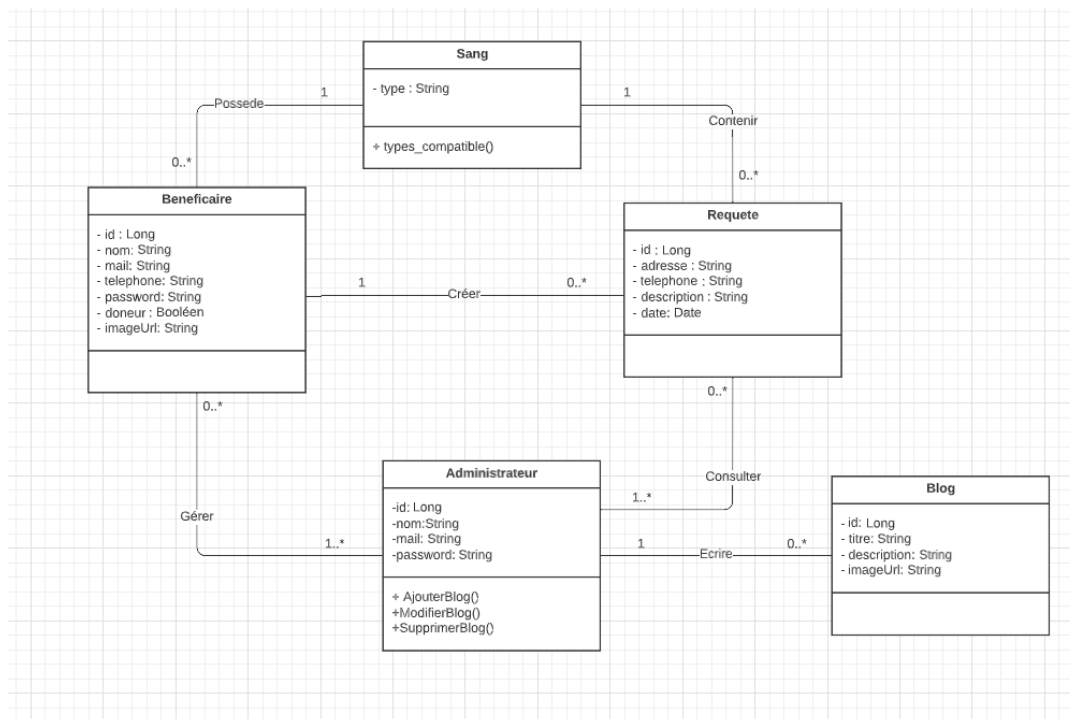 Sang
- type : String
+ types_compatible()
Possede
1
0..*
1
Contenir
0..*
Beneficaire
- id : Long
- nom: String
- mail: String
- telephone: String
- password: String
- doneur : Booléen
- imageUrl: String
Requete
- id : Long
- adresse : String
- telephone : String
- description : String
- date: Date
1
Créer
0..*
0..*
Gérer
1..*
0..*
Consulter
1..*
Administrateur
-id: Long
-nom:String
-mail: String
-password: String
+ AjouterBlog()
+ModifierBlog()
+SupprimerBlog()
1
Ecrire
0..*
Blog
- id: Long
- titre: String
- description: String
- imageUrl: String